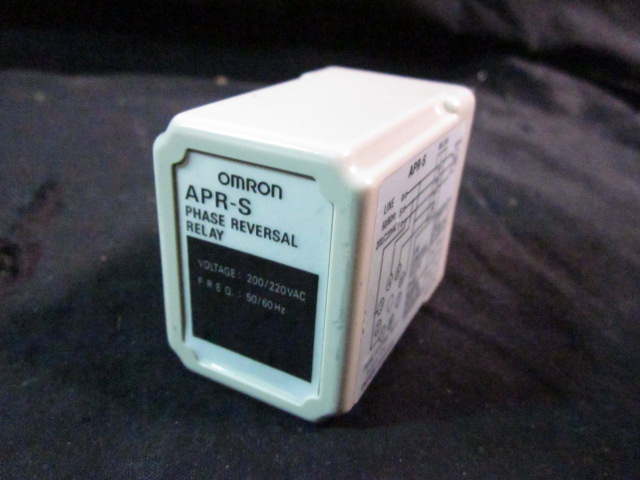 OMRON
APR-S
PHASE REVERSAL
RELAY
VOLTAGE: 200/220VAC
FREQ.: 50/60Hz
APR-S
LINE